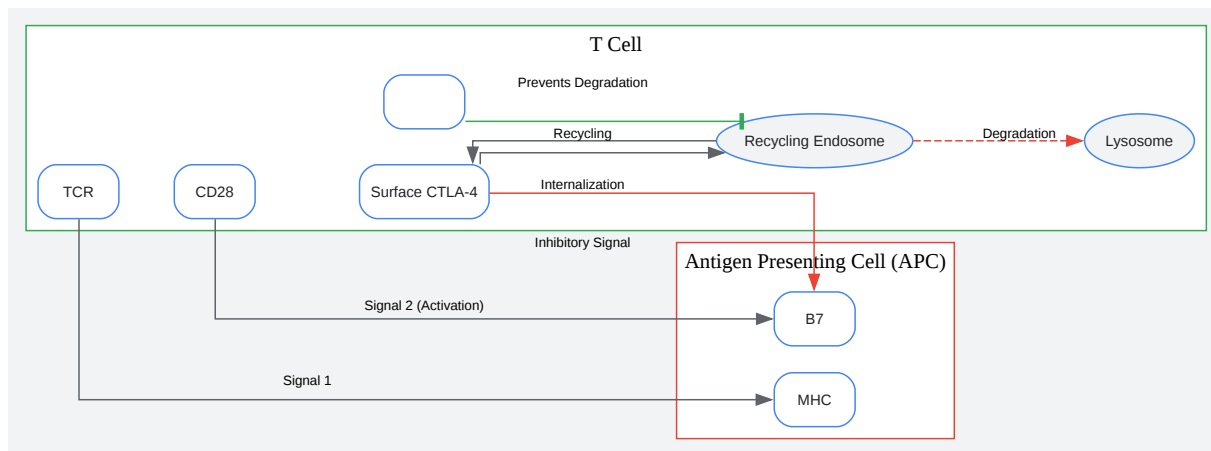 T Cell
Prevents Degradation
Recycling
Recycling Endosome
Degradation
Lysosome
TCR
CD28
Surface CTLA-4
Internalization
Inhibitory Signal
Antigen Presenting Cell (APC)
Signal 2 (Activation)
B7
Signal 1
MHC